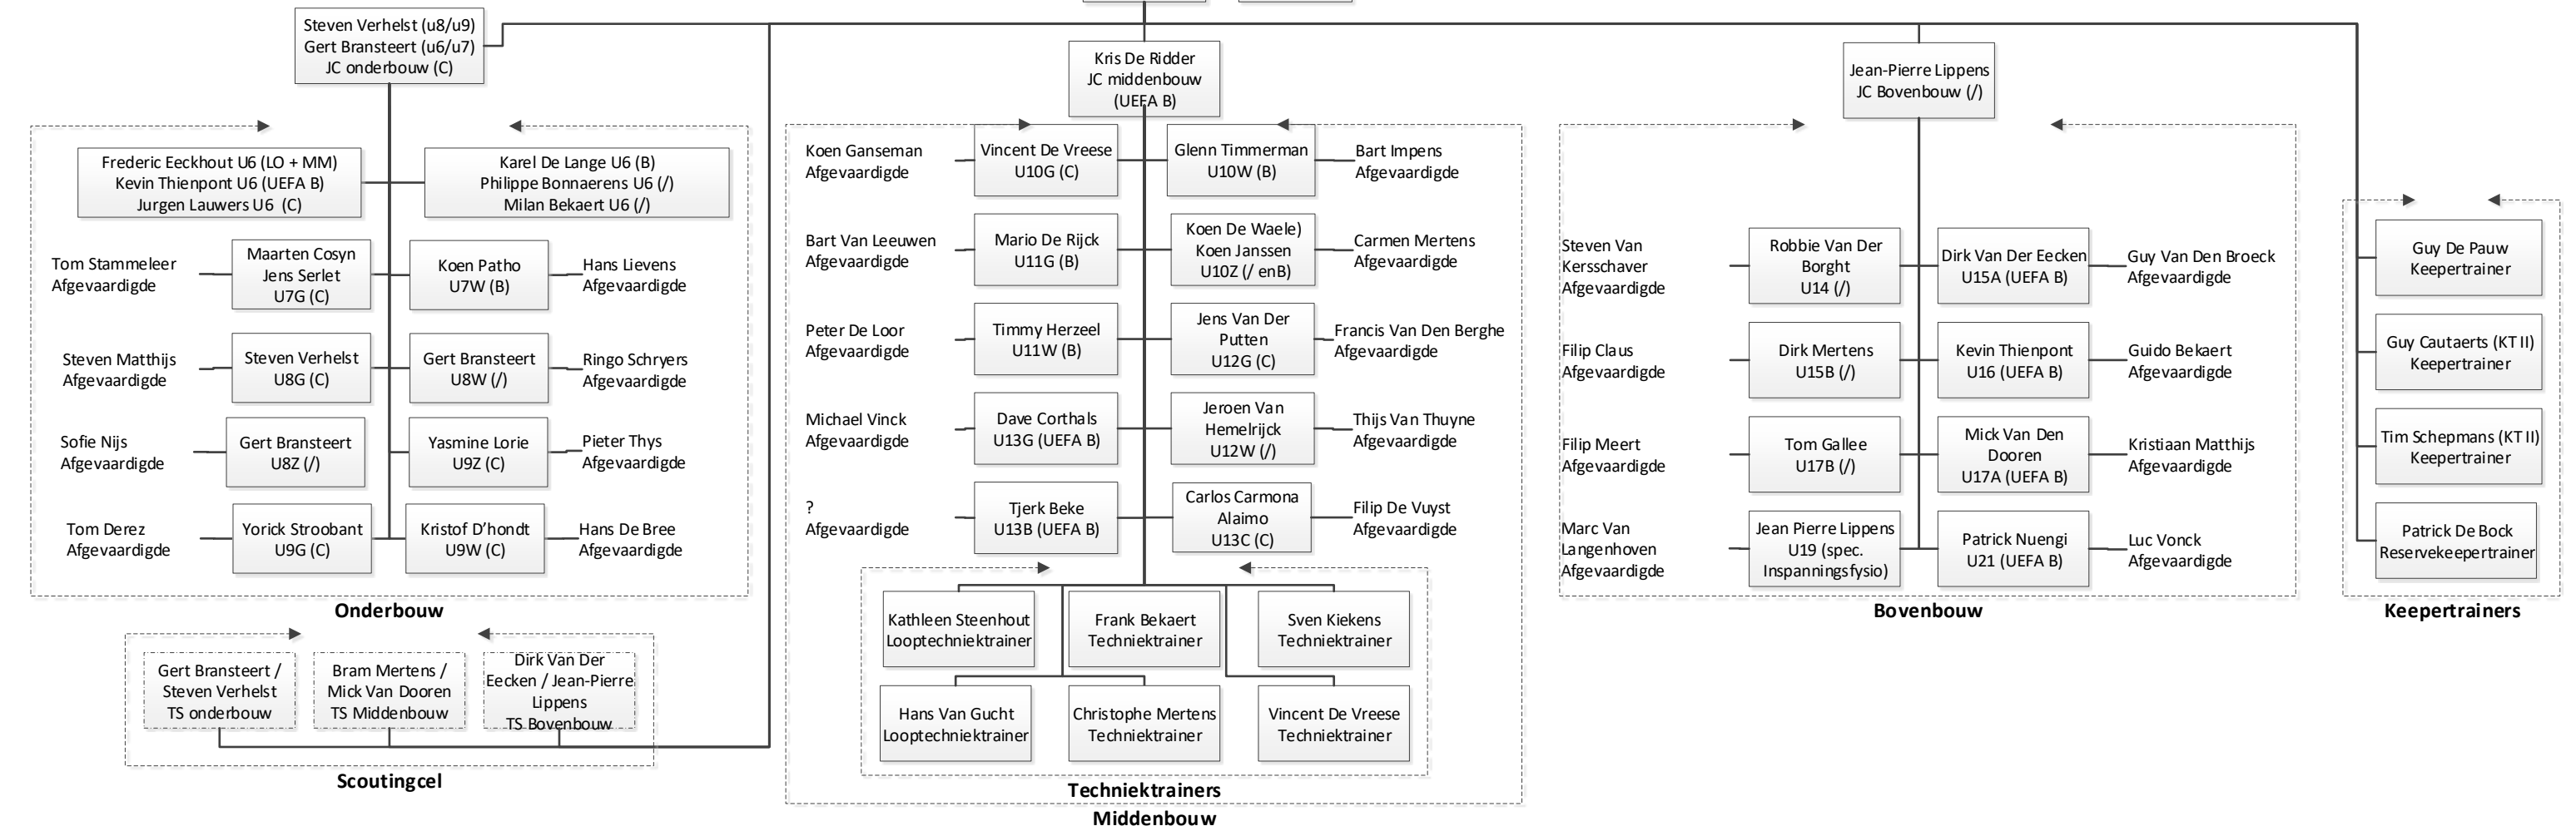 Steven Verhelst (u8/u9)
Gert Bransteert (u6/u7)
JC onderbouw (C)
Frederic Eeckhout U6 (LO + MM)
Kevin Thienpont U6 (UEFA B)
Jurgen Lauwers U6 (C)
Karel De Lange U6 (B)
Philippe Bonnaerens U6 (/)
Milan Bekaert U6 (/)
Tom Stammeleer
Afgevaardigde
Maarten Cosyn
Jens Serlet
U7G (C)
Koen Patho
U7W (B)
Hans Lievens
Afgevaardigde
Steven Matthijs
Afgevaardigde
Steven Verhelst
U8G (C)
Gert Bransteert
U8W (/)
Ringo Schryers
Afgevaardigde
Sofie Nijs
Afgevaardigde
Gert Bransteert
U8Z (/)
Yasmine Lorie
U9Z (C)
Pieter Thys
Afgevaardigde
Tom Derez
Afgevaardigde
Yorick Stroobant
U9G (C)
Kristof D’hondt
U9W (C)
Hans De Bree
Afgevaardigde
Onderbouw
Gert Bransteert /
Steven Verhelst
TS onderbouw
Bram Mertens /
Mick Van Dooren
TS Middenbouw
Dirk Van Der
Eecken / Jean-Pierre
Lippens
TS Bovenbouw
Scoutingcel
Kris De Ridder
JC middenbouw
(UEFA B)
Koen Ganseman
Afgevaardigde
Vincent De Vreese
U10G (C)
Glenn Timmerman
U10W (B)
Bart Impens
Afgevaardigde
Bart Van Leeuwen
Afgevaardigde
Mario De Rijck
U11G (B)
Koen De Waele)
Koen Janssen
U10Z (/ enB)
Carmen Mertens
Afgevaardigde
Peter De Loor
Afgevaardigde
Timmy Herzeel
U11W (B)
Jens Van Der
Putten
U12G (C)
Francis Van Den Berghe
Afgevaardigde
Michael Vinck
Afgevaardigde
Dave Corthals
U13G (UEFA B)
Jeroen Van
Hemelrijck
U12W (/)
Thijs Van Thuyne
Afgevaardigde
?
Afgevaardigde
Tjerk Beke
U13B (UEFA B)
Carlos Carmona
Alaimo
U13C (C)
Filip De Vuyst
Afgevaardigde
Kathleen Steenhout
Looptechniektrainer
Frank Bekaert
Techniektrainer
Sven Kiekens
Techniektrainer
Hans Van Gucht
Looptechniektrainer
Christophe Mertens
Techniektrainer
Vincent De Vreese
Techniektrainer
Techniektrainers
Middenbouw
Jean-Pierre Lippens
JC Bovenbouw (/)
Steven Van
Kersschaver
Afgevaardigde
Robbie Van Der
Borght
U14 (/)
Dirk Van Der Eecken
U15A (UEFA B)
Guy Van Den Broeck
Afgevaardigde
Filip Claus
Afgevaardigde
Dirk Mertens
U15B (/)
Kevin Thienpont
U16 (UEFA B)
Guido Bekaert
Afgevaardigde
Filip Meert
Afgevaardigde
Tom Gallee
U17B (/)
Mick Van Den
Dooren
U17A (UEFA B)
Kristiaan Matthijs
Afgevaardigde
Marc Van
Langenhoven
Afgevaardigde
Jean Pierre Lippens
U19 (spec.
Inspanningsfysio)
Patrick Nuengi
U21 (UEFA B)
Luc Vonck
Afgevaardigde
Bovenbouw
Guy De Pauw
Keepertrainer
Guy Cautaerts (KT II)
Keepertrainer
Tim Schepmans (KT II)
Keepertrainer
Patrick De Bock
Reservekeepertrainer
Keepertrainers